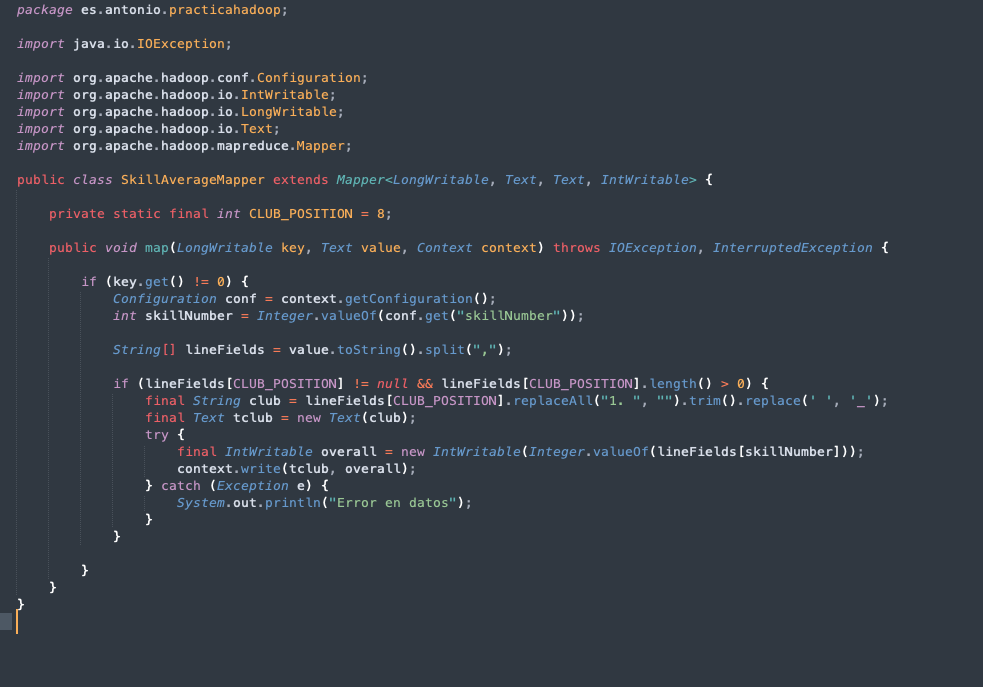 package es.antonio.practicahadoop;
import java.io.IOException;
import org.apache.hadoop.conf.Configuration;
import org.apache.hadoop.io.IntWritable;
import org.apache.hadoop.io.LongWritable;
import org.apache.hadoop.io.Text;
import org.apache.hadoop.mapreduce.Mapper;
public class SkillAverageMapper extends Mapper<LongWritable, Text, Text, IntWritable> {
    private static final int CLUB_POSITION = 8;
    public void map(LongWritable key, Text value, Context context) throws IOException, InterruptedException {
        if (key.get() != 0) {
            Configuration conf = context.getConfiguration();
            int skillNumber = Integer.valueOf(conf.get("skillNumber"));
            String[] lineFields = value.toString().split(",");
            if (lineFields[CLUB_POSITION] != null && lineFields[CLUB_POSITION].length() > 0) {
                final String club = lineFields[CLUB_POSITION].replaceAll("1. ", "").trim().replace(' ', '_');
                final Text tclub = new Text(club);
                try {
                    final IntWritable overall = new IntWritable(Integer.valueOf(lineFields[skillNumber]));
                    context.write(tclub, overall);
                } catch (Exception e) {
                    System.out.println("Error en datos");
                }
            }
        }
    }
}